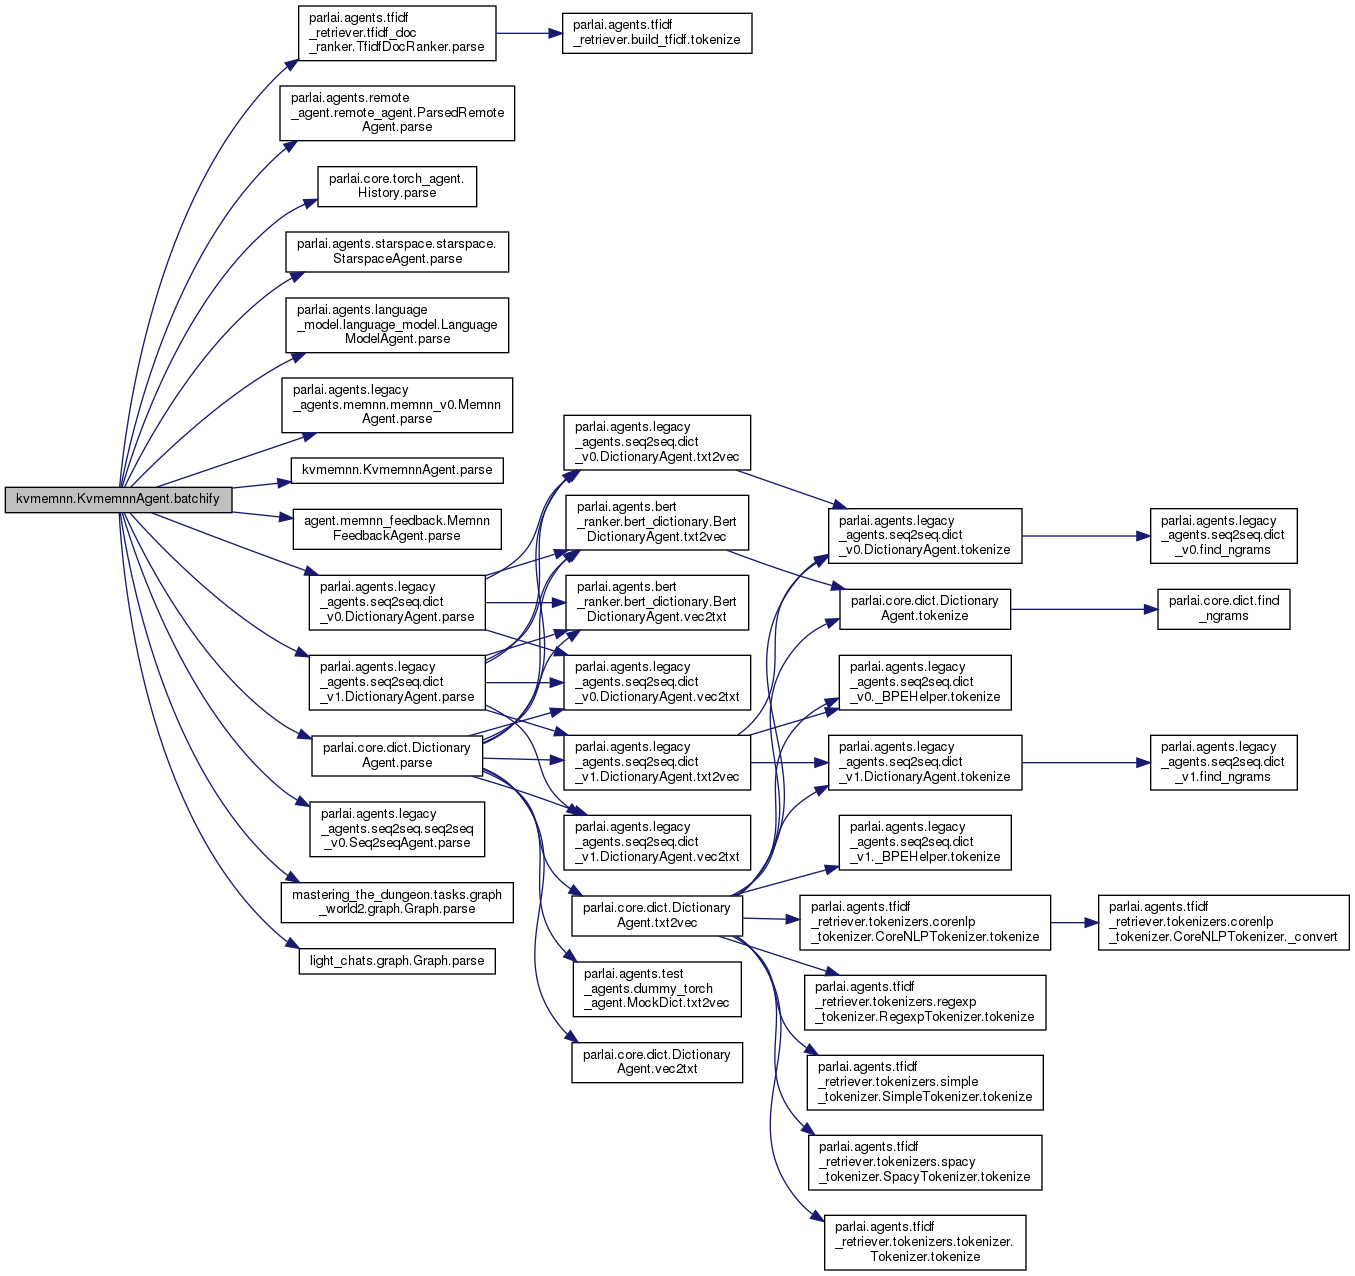 kvmemnn.KvmemnnAgent.batchify
parlai.agents.tfidf
_retriever.tfidf_doc
_ranker.TfidfDocRanker.parse
parlai.agents.remote
_agent.remote_agent.ParsedRemote
Agent.parse
parlai.core.torch_agent.
History.parse
parlai.agents.starspace.starspace.
StarspaceAgent.parse
parlai.agents.language
_model.language_model.Language
ModelAgent.parse
parlai.agents.legacy
_agents.memnn.memnn_v0.Memnn
Agent.parse
kvmemnn.KvmemnnAgent.parse
agent.memnn_feedback.Memnn
FeedbackAgent.parse
parlai.agents.legacy
_agents.seq2seq.dict
_v0.DictionaryAgent.parse
parlai.agents.legacy
_agents.seq2seq.dict
_v1.DictionaryAgent.parse
parlai.core.dict.Dictionary
Agent.parse
parlai.agents.legacy
_agents.seq2seq.seq2seq
_v0.Seq2seqAgent.parse
mastering_the_dungeon.tasks.graph
_world2.graph.Graph.parse
light_chats.graph.Graph.parse
parlai.agents.tfidf
_retriever.build_tfidf.tokenize
parlai.agents.legacy
_agents.seq2seq.dict
_v0.DictionaryAgent.txt2vec
parlai.agents.bert
_ranker.bert_dictionary.Bert
DictionaryAgent.txt2vec
parlai.agents.bert
_ranker.bert_dictionary.Bert
DictionaryAgent.vec2txt
parlai.agents.legacy
_agents.seq2seq.dict
_v0.DictionaryAgent.vec2txt
parlai.agents.legacy
_agents.seq2seq.dict
_v1.DictionaryAgent.txt2vec
parlai.agents.legacy
_agents.seq2seq.dict
_v1.DictionaryAgent.vec2txt
parlai.core.dict.Dictionary
Agent.txt2vec
parlai.agents.test
_agents.dummy_torch
_agent.MockDict.txt2vec
parlai.core.dict.Dictionary
Agent.vec2txt
parlai.agents.legacy
_agents.seq2seq.dict
_v0.DictionaryAgent.tokenize
parlai.core.dict.Dictionary
Agent.tokenize
parlai.agents.legacy
_agents.seq2seq.dict
_v0._BPEHelper.tokenize
parlai.agents.legacy
_agents.seq2seq.dict
_v1.DictionaryAgent.tokenize
parlai.agents.legacy
_agents.seq2seq.dict
_v1._BPEHelper.tokenize
parlai.agents.tfidf
_retriever.tokenizers.corenlp
_tokenizer.CoreNLPTokenizer.tokenize
parlai.agents.tfidf
_retriever.tokenizers.regexp
_tokenizer.RegexpTokenizer.tokenize
parlai.agents.tfidf
_retriever.tokenizers.simple
_tokenizer.SimpleTokenizer.tokenize
parlai.agents.tfidf
_retriever.tokenizers.spacy
_tokenizer.SpacyTokenizer.tokenize
parlai.agents.tfidf
_retriever.tokenizers.tokenizer.
Tokenizer.tokenize
parlai.agents.legacy
_agents.seq2seq.dict
_v0.find_ngrams
parlai.core.dict.find
_ngrams
parlai.agents.legacy
_agents.seq2seq.dict
_v1.find_ngrams
parlai.agents.tfidf
_retriever.tokenizers.corenlp
_tokenizer.CoreNLPTokenizer._convert